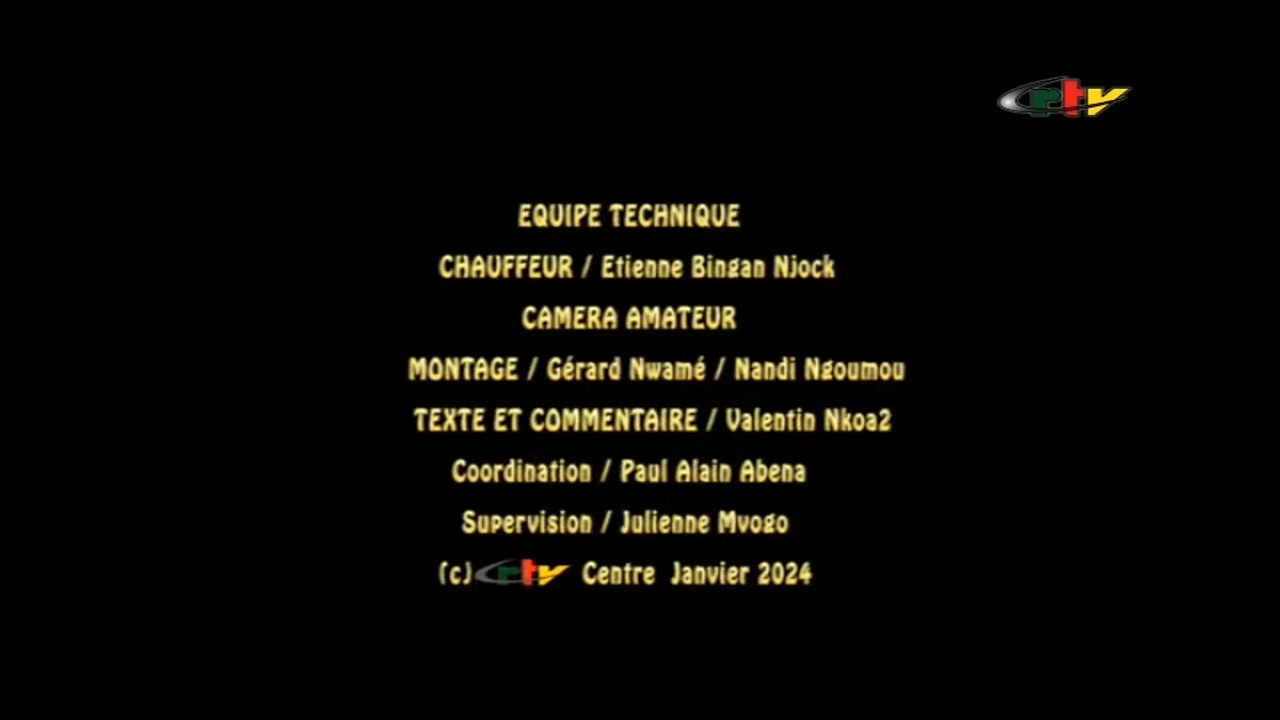 crtv
EQUIPE TECHNIQUE
CHAUFFEUR / Etienne Bingan Njock
CAMERA AMATEUR
MONTAGE / Gérard Nwamé / Nandi Ngoumou
TEXTE ET COMMENTAIRE / Valentin Nkoa2
Coordination / Paul Alain Abena
Supervision / Julienne Mvogo
(c) crtv Centre Janvier 2024